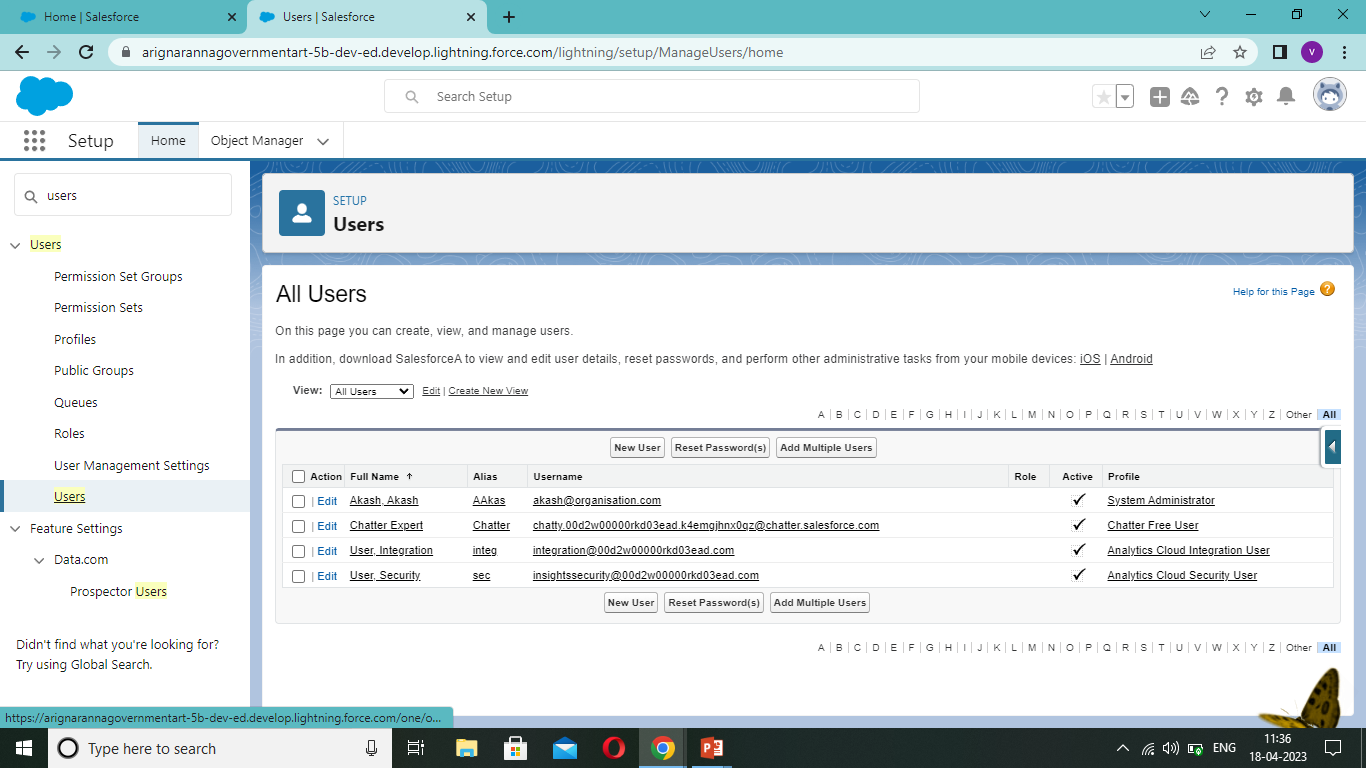 Home | Salesforce
Users | Salesforce
arignarannagovernmentart-5b-dev-ed.develop.lightning.force.com/lightning/setup/ManageUsers/home
V
Search Setup
Setup
Home
Object Manager
users
Users
Permission Set Groups
Permission Sets
Profiles
Public Groups
Queues
Roles
User Management Settings
Users
Feature Settings
Data.com
Prospector Users
Didn't find what you're looking for?
Try using Global Search.
SETUP
Users
All Users
Help for this Page ?
On this page you can create, view, and manage users.
In addition, download SalesforceA to view and edit user details, reset passwords, and perform other administrative tasks from your mobile devices: iOS | Android
View: All Users Edit | Create New View
A | B | C | D | E | F | G | H | I | J | K | L | M | N | O | P | Q | R | S | T | U | V | W | X | Y | Z | Other All
New User Reset Password(s) Add Multiple Users
Action Full Name ↑ Alias Username Role Active Profile
| Edit Akash, Akash AAkas akash@organisation.com ✓ System Administrator
| Edit Chatter Expert Chatter chatty.00d2w00000rkd03ead.k4emgjhnx0qz@chatter.salesforce.com ✓ Chatter Free User
| Edit User, Integration integ integration@00d2w00000rkd03ead.com ✓ Analytics Cloud Integration User
| Edit User, Security sec insightssecurity@00d2w00000rkd03ead.com ✓ Analytics Cloud Security User
New User Reset Password(s) Add Multiple Users
A | B | C | D | E | F | G | H | I | J | K | L | M | N | O | P | Q | R | S | T | U | V | W | X | Y | Z | Other All
https://arignarannagovernmentart-5b-dev-ed.develop.lightning.force.com/one/o...
Type here to search
ENG
11:36
18-04-2023